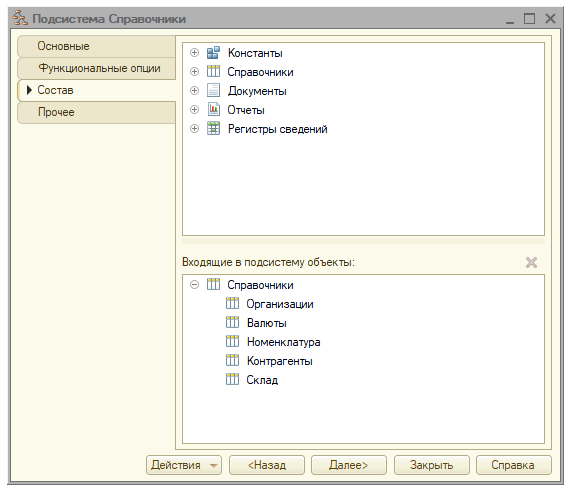 Подсистема Справочники
Основные
Функциональные опции
Состав
Прочее
Константы
Справочники
Документы
Отчеты
Регистры сведений
Входящие в подсистему объекты:
Справочники
Организации
Валюты
Номенклатура
Контрагенты
Склад
Действия
<Назад
Далее>
Закрыть
Справка